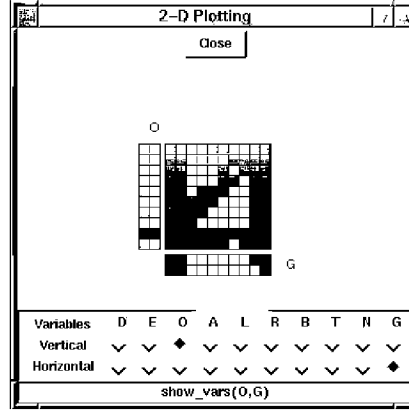 2-D Plotting
Close
O
G
Variables D E O A L R B T N G
Vertical
Horizontal
show_vars(O,G)